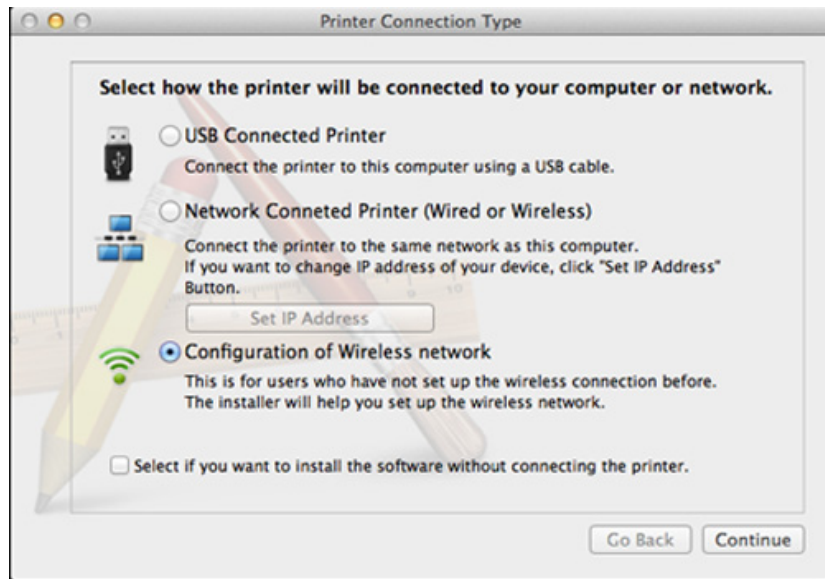 Printer Connection Type
Select how the printer will be connected to your computer or network.
USB Connected Printer
Connect the printer to this computer using a USB cable.
Network Conneted Printer (Wired or Wireless)
Connect the printer to the same network as this computer.
If you want to change IP address of your device, click "Set IP Address"
Button.
Set IP Address
Configuration of Wireless network
This is for users who have not set up the wireless connection before.
The installer will help you set up the wireless network.
Select if you want to install the software without connecting the printer.
Go Back
Continue